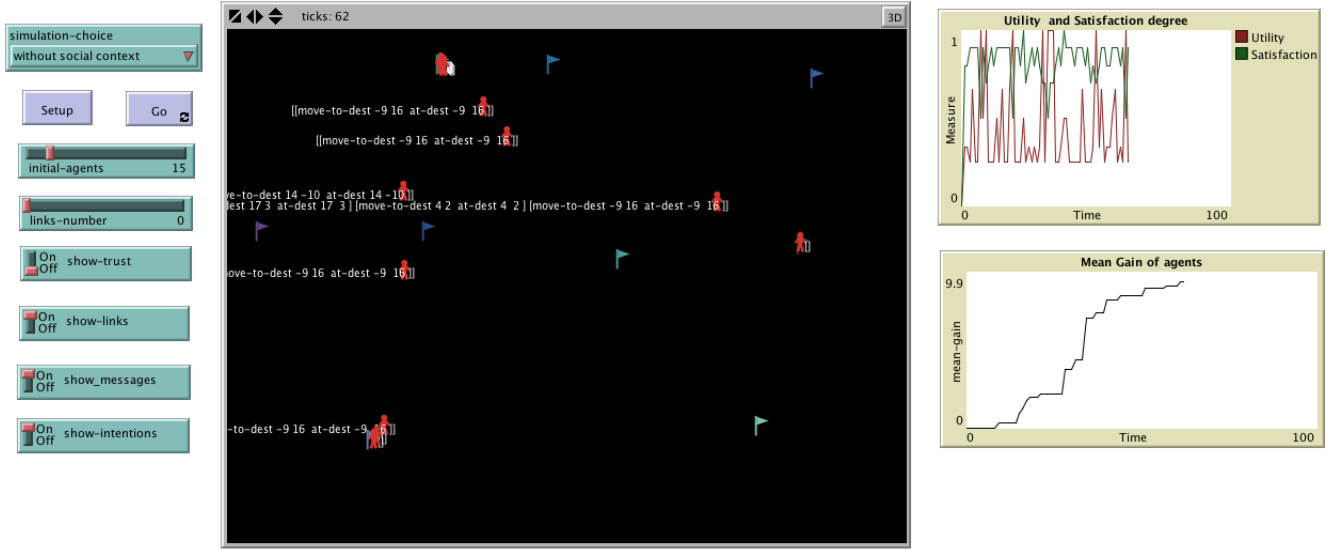 simulation-choice
without social context
Setup
Go
initial-agents 15
links-number 0
On
Off
show-trust
On
Off
show-links
On
Off
show_messages
On
Off
show-intentions
ticks: 62
3D
[[move-to-dest -9 16 at-dest -9 16 ]]
[[move-to-dest -9 16 at-dest -9 16 ]]
ve-to-dest 14 -10 at-dest 14 -10 ]]
dest 17 3 at-dest 17 3 ] [move-to-dest 4 2 at-dest 4 2 ] [move-to-dest -9 16 at-dest -9 16 ]]
[]
ove-to-dest -9 16 at-dest -9 16 ]]
-to-dest -9 16 at-dest -9 16 ]]
Utility and Satisfaction degree
1
Measure
0
0
Time
100
Utility
Satisfaction
Mean Gain of agents
9.9
mean-gain
0
0
Time
100